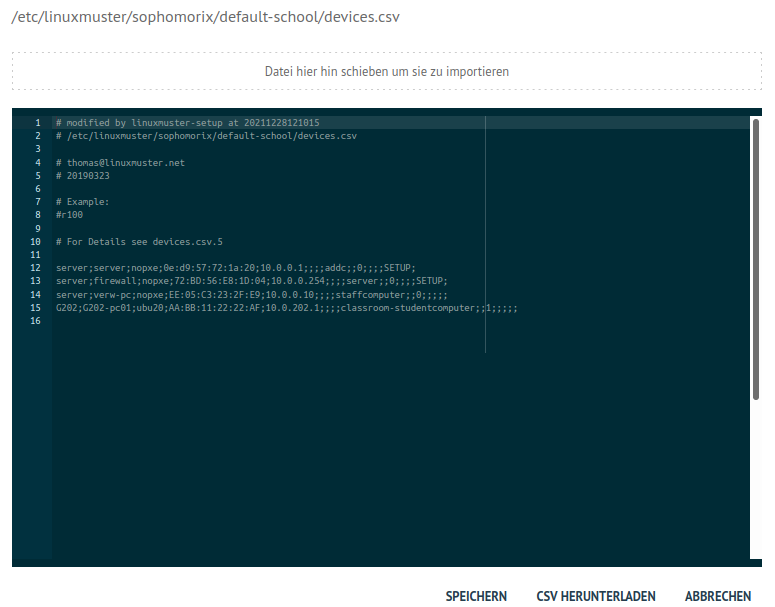 /etc/linuxmuster/sophomorix/default-school/devices.csv
Datei hier hin schieben um sie zu importieren
1 # modified by linuxmuster-setup at 20211228121015
2 # /etc/linuxmuster/sophomorix/default-school/devices.csv
3
4 # thomas@linuxmuster.net
5 # 20190323
6
7 # Example:
8 #r100
9
10 # For Details see devices.csv.5
11
12 server;server;nopxe;0e:d9:57:72:1a:20;10.0.0.1;;;;addc;;0;;;;SETUP;
13 server;firewall;nopxe;72:BD:56:E8:1D:04;10.0.0.254;;;;server;;0;;;;SETUP;
14 server;verw-pc;nopxe;EE:05:C3:23:2F:E9;10.0.0.10;;;;staffcomputer;;0;;;;;
15 G202;G202-pc01;ubu20;AA:BB:11:22:22:AF;10.0.202.1;;;;classroom-studentcomputer;;1;;;;;
16
SPEICHERN CSV HERUNTERLADEN ABBRECHEN